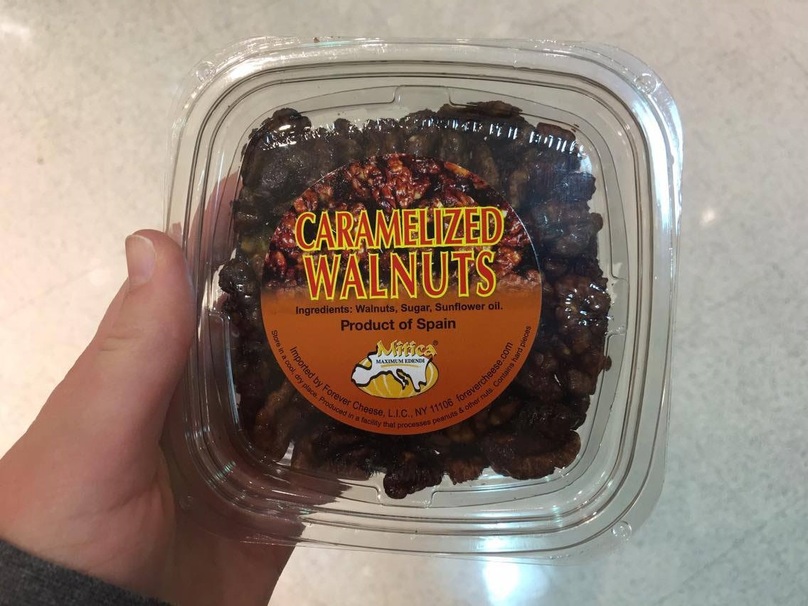 CARAMELIZED
WALNUTS
Ingredients: Walnuts, Sugar, Sunflower oil.
Product of Spain
Mitica®
MAXIMUM EDENDI
Imported by Forever Cheese, L.I.C., NY 11106 forevercheese.com
Store in a cool, dry place. Produced in a facility that processes peanuts & other nuts. Contains hard pieces